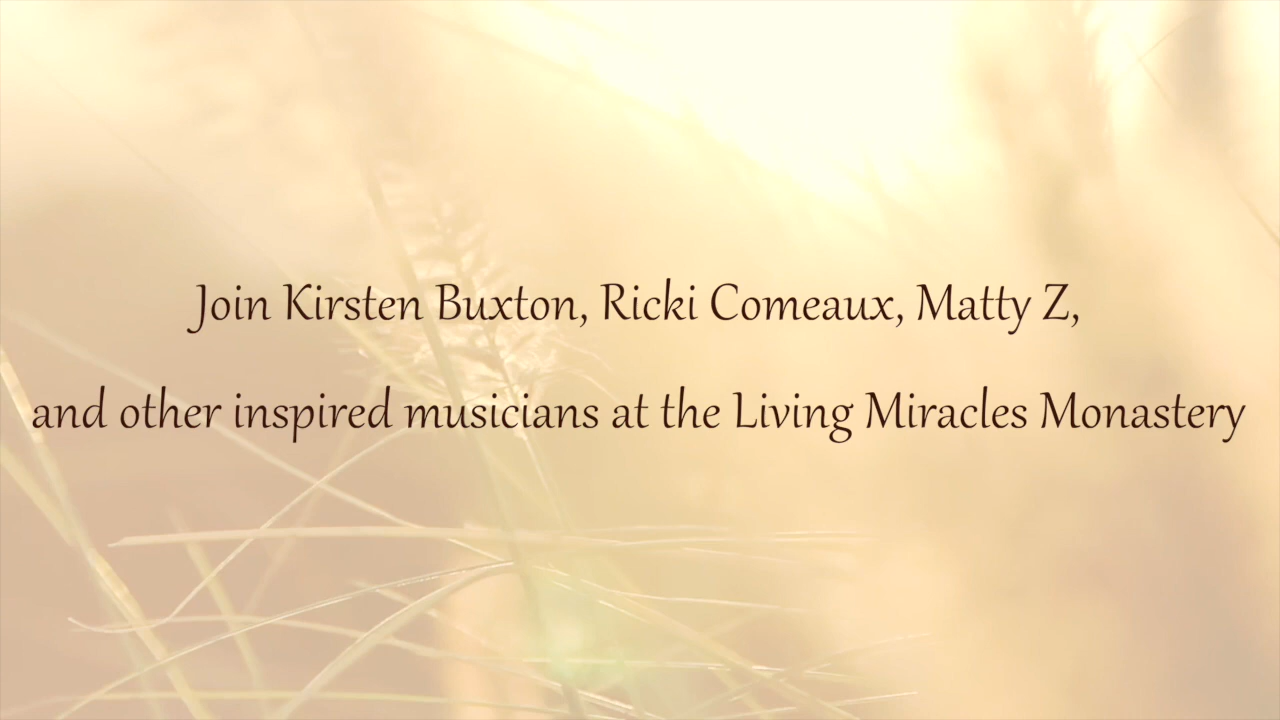 Join Kirsten Buxton, Ricki Comeaux, Matty Z,
and other inspired musicians at the Living Miracles Monastery